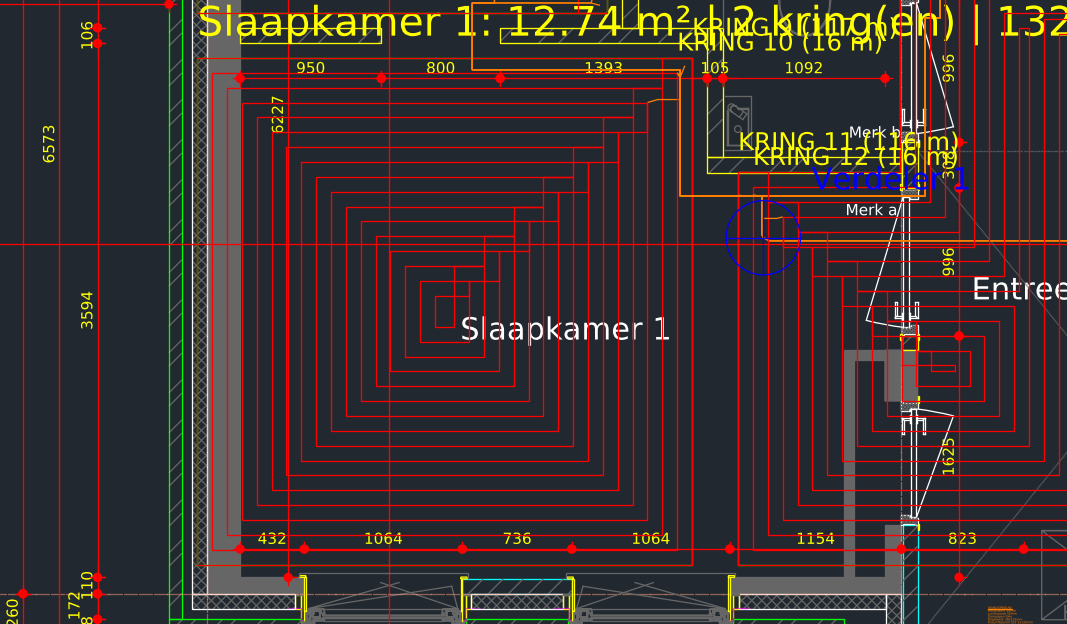 Slaapkamer 1: 12.74 m² | 2 kring(en) | 132
KRING 10 (16 m)
106
950
800
1393
105
1092
996
6573
6227
Merk b
KRING 11 (116 m)
KRING 12 (16 m)
308
Verdeler 1
Merk a
996
Entree
3594
Slaapkamer 1
1625
432
1064
736
1064
1154
823
110
172
260
8